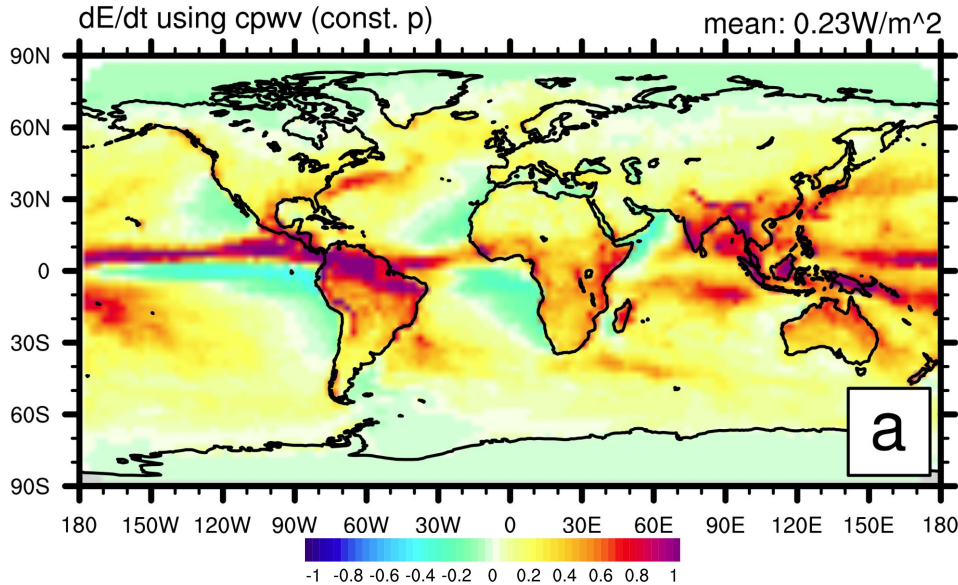 dE/dt using cpwv (const. p) mean: 0.23W/m^2
90N
60N
30N
0
30S
60S
90S
a
180 150W 120W 90W 60W 30W 0 30E 60E 90E 120E 150E 180
-1 -0.8 -0.6 -0.4 -0.2 0 0.2 0.4 0.6 0.8 1